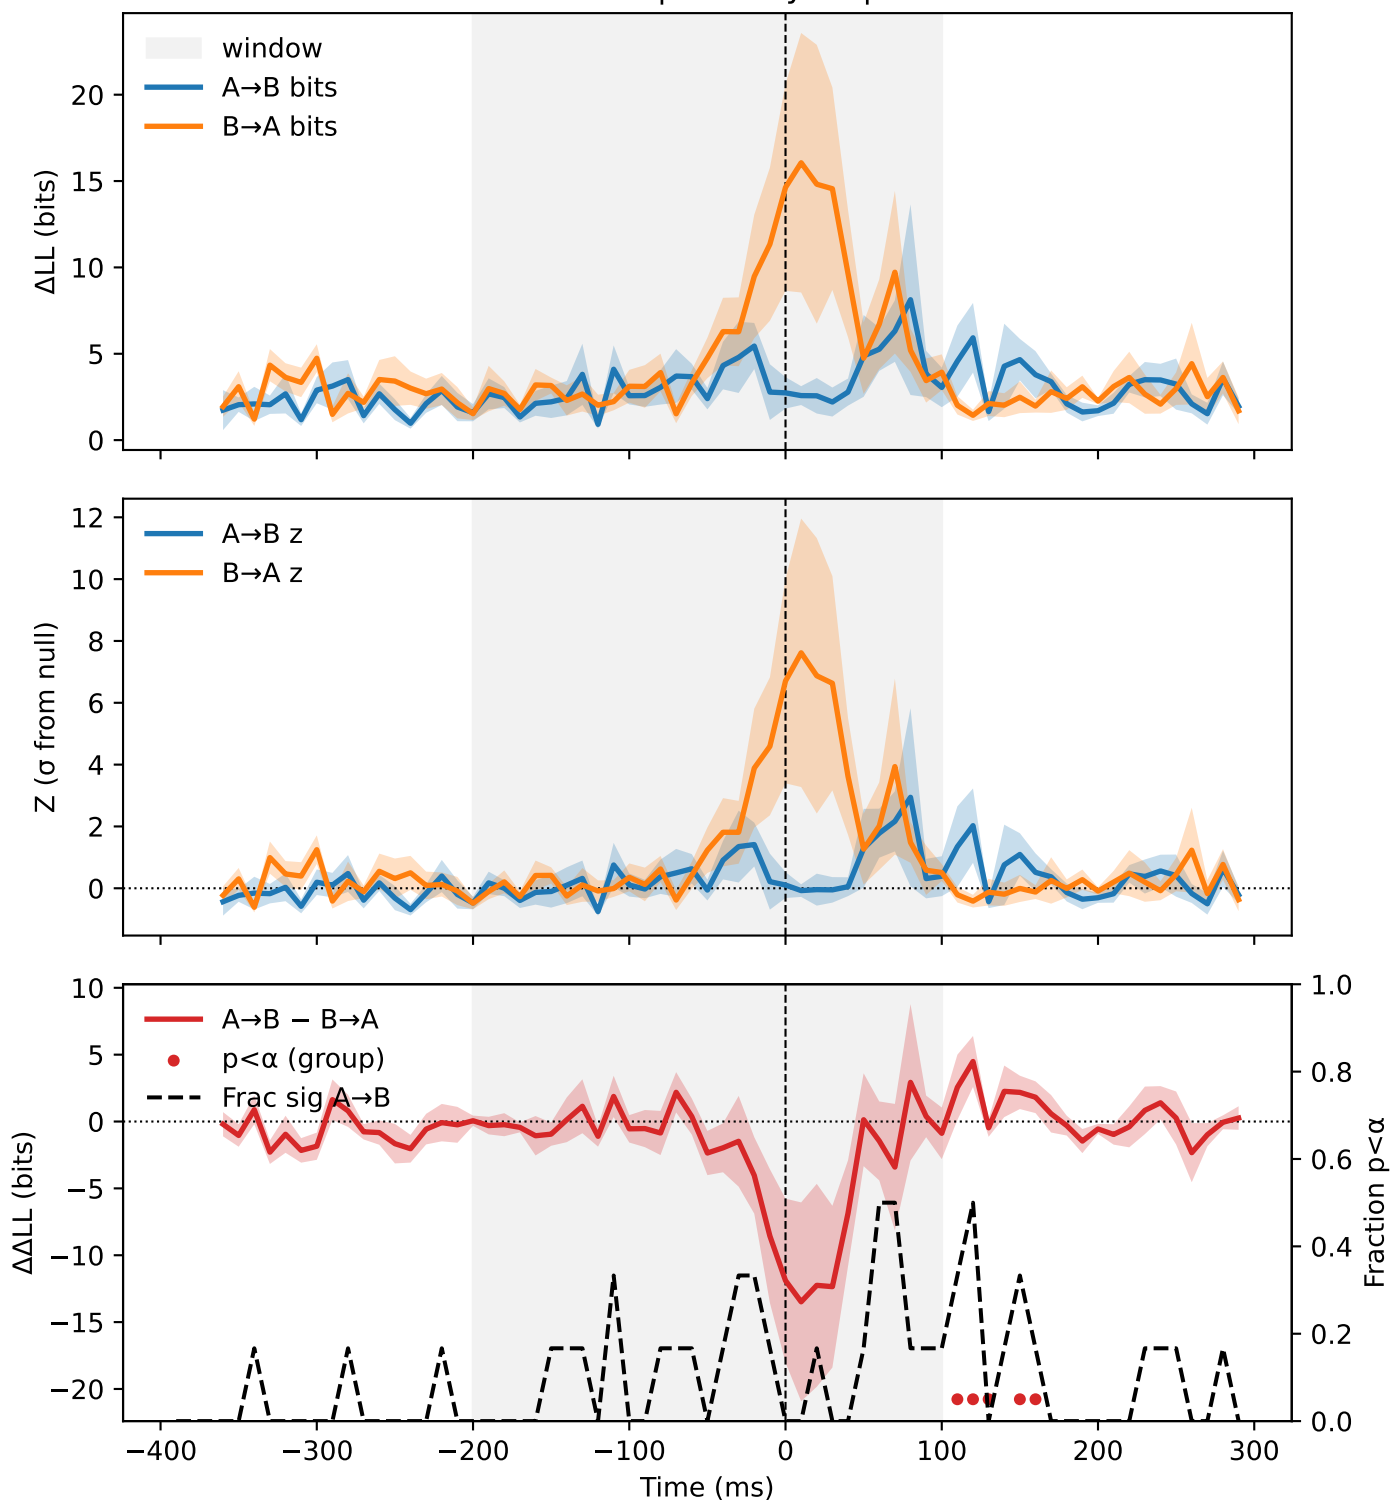 window
A→B bits
B→A bits
ΔLL (bits)
20
15
10
5
0
A→B z
B→A z
Z (σ from null)
12
10
8
6
4
2
0
A→B − B→A
p<α (group)
Frac sig A→B
ΔΔLL (bits)
10
5
0
−5
−10
−15
−20
1.0
0.8
0.6
0.4
0.2
0.0
Fraction p<α
−400 −300 −200 −100 0 100 200 300
Time (ms)